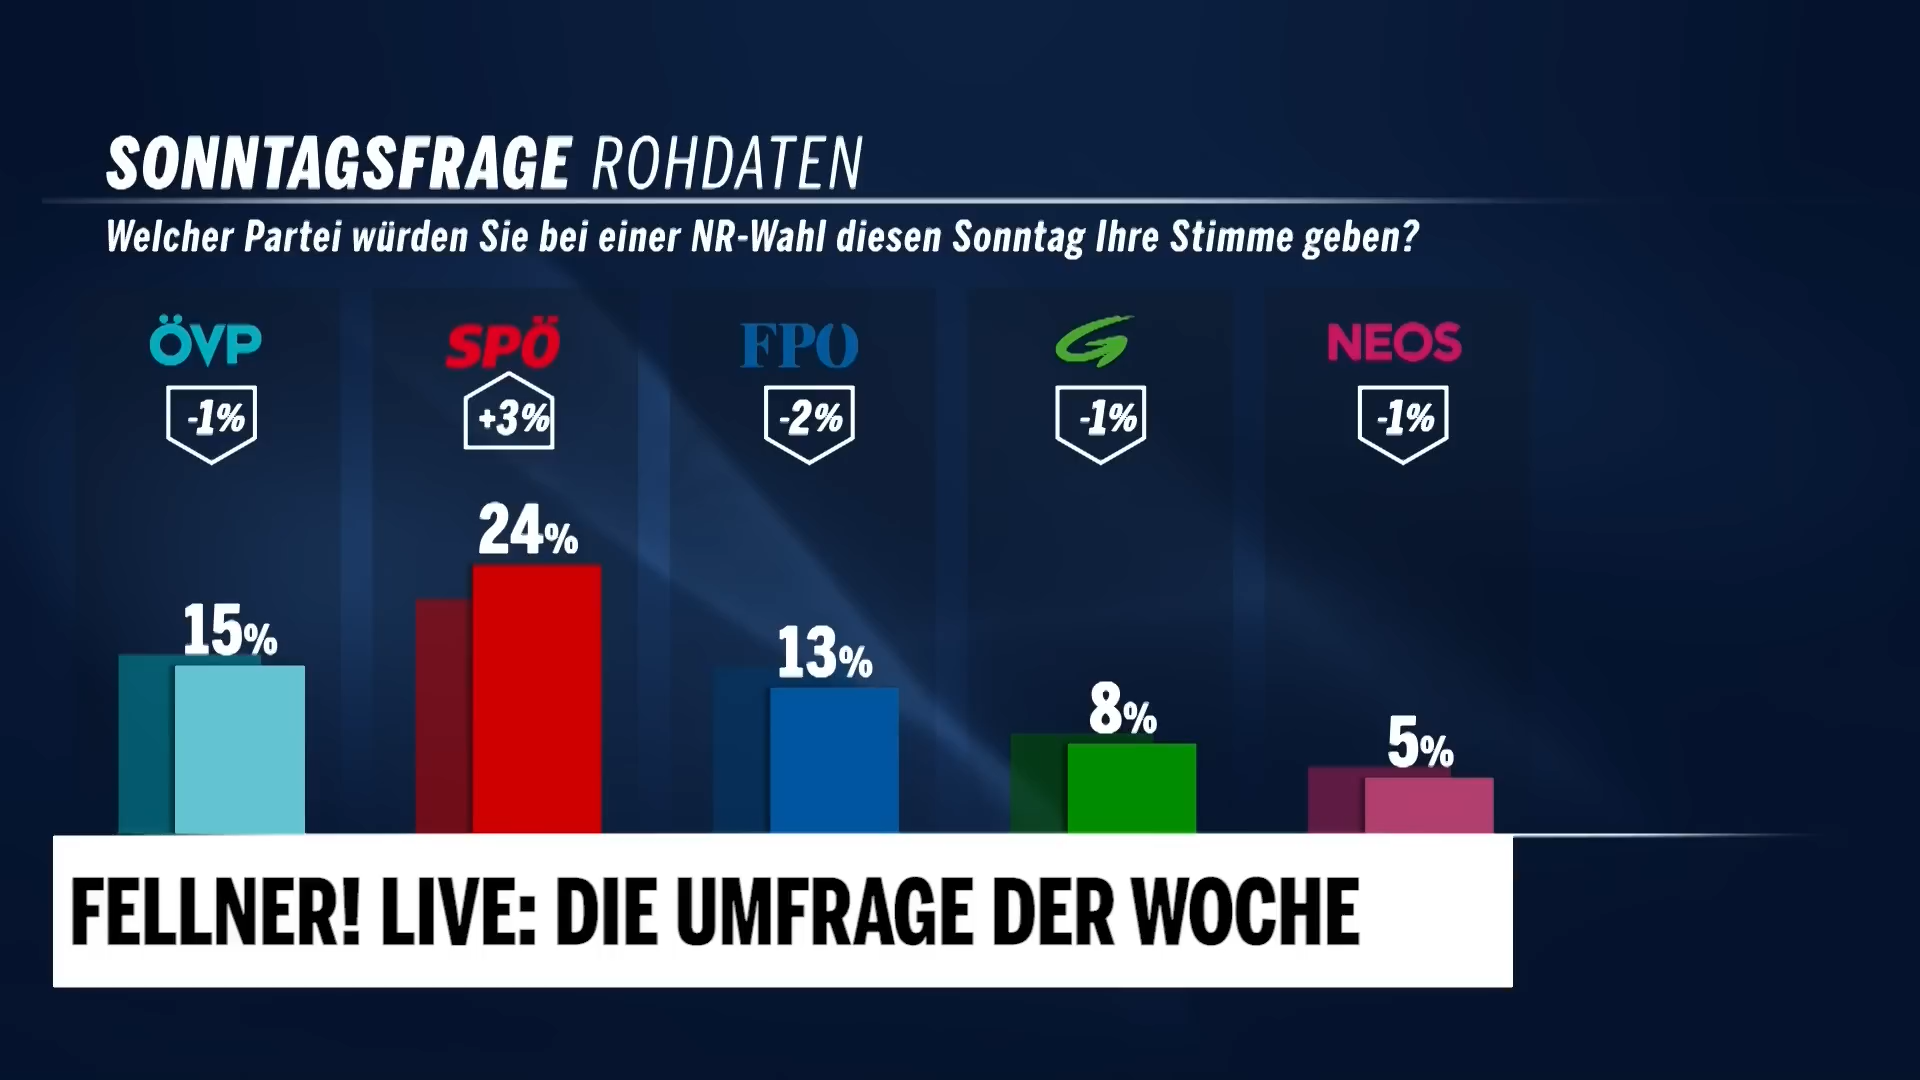 SONNTAGSFRAGE ROHDATEN
Welcher Partei würden Sie bei einer NR-Wahl diesen Sonntag Ihre Stimme geben?
ÖVP SPÖ FPÖ G NEOS
-1% +3% -2% -1% -1%
24%
15%
13%
8%
5%
FELLNER! LIVE: DIE UMFRAGE DER WOCHE